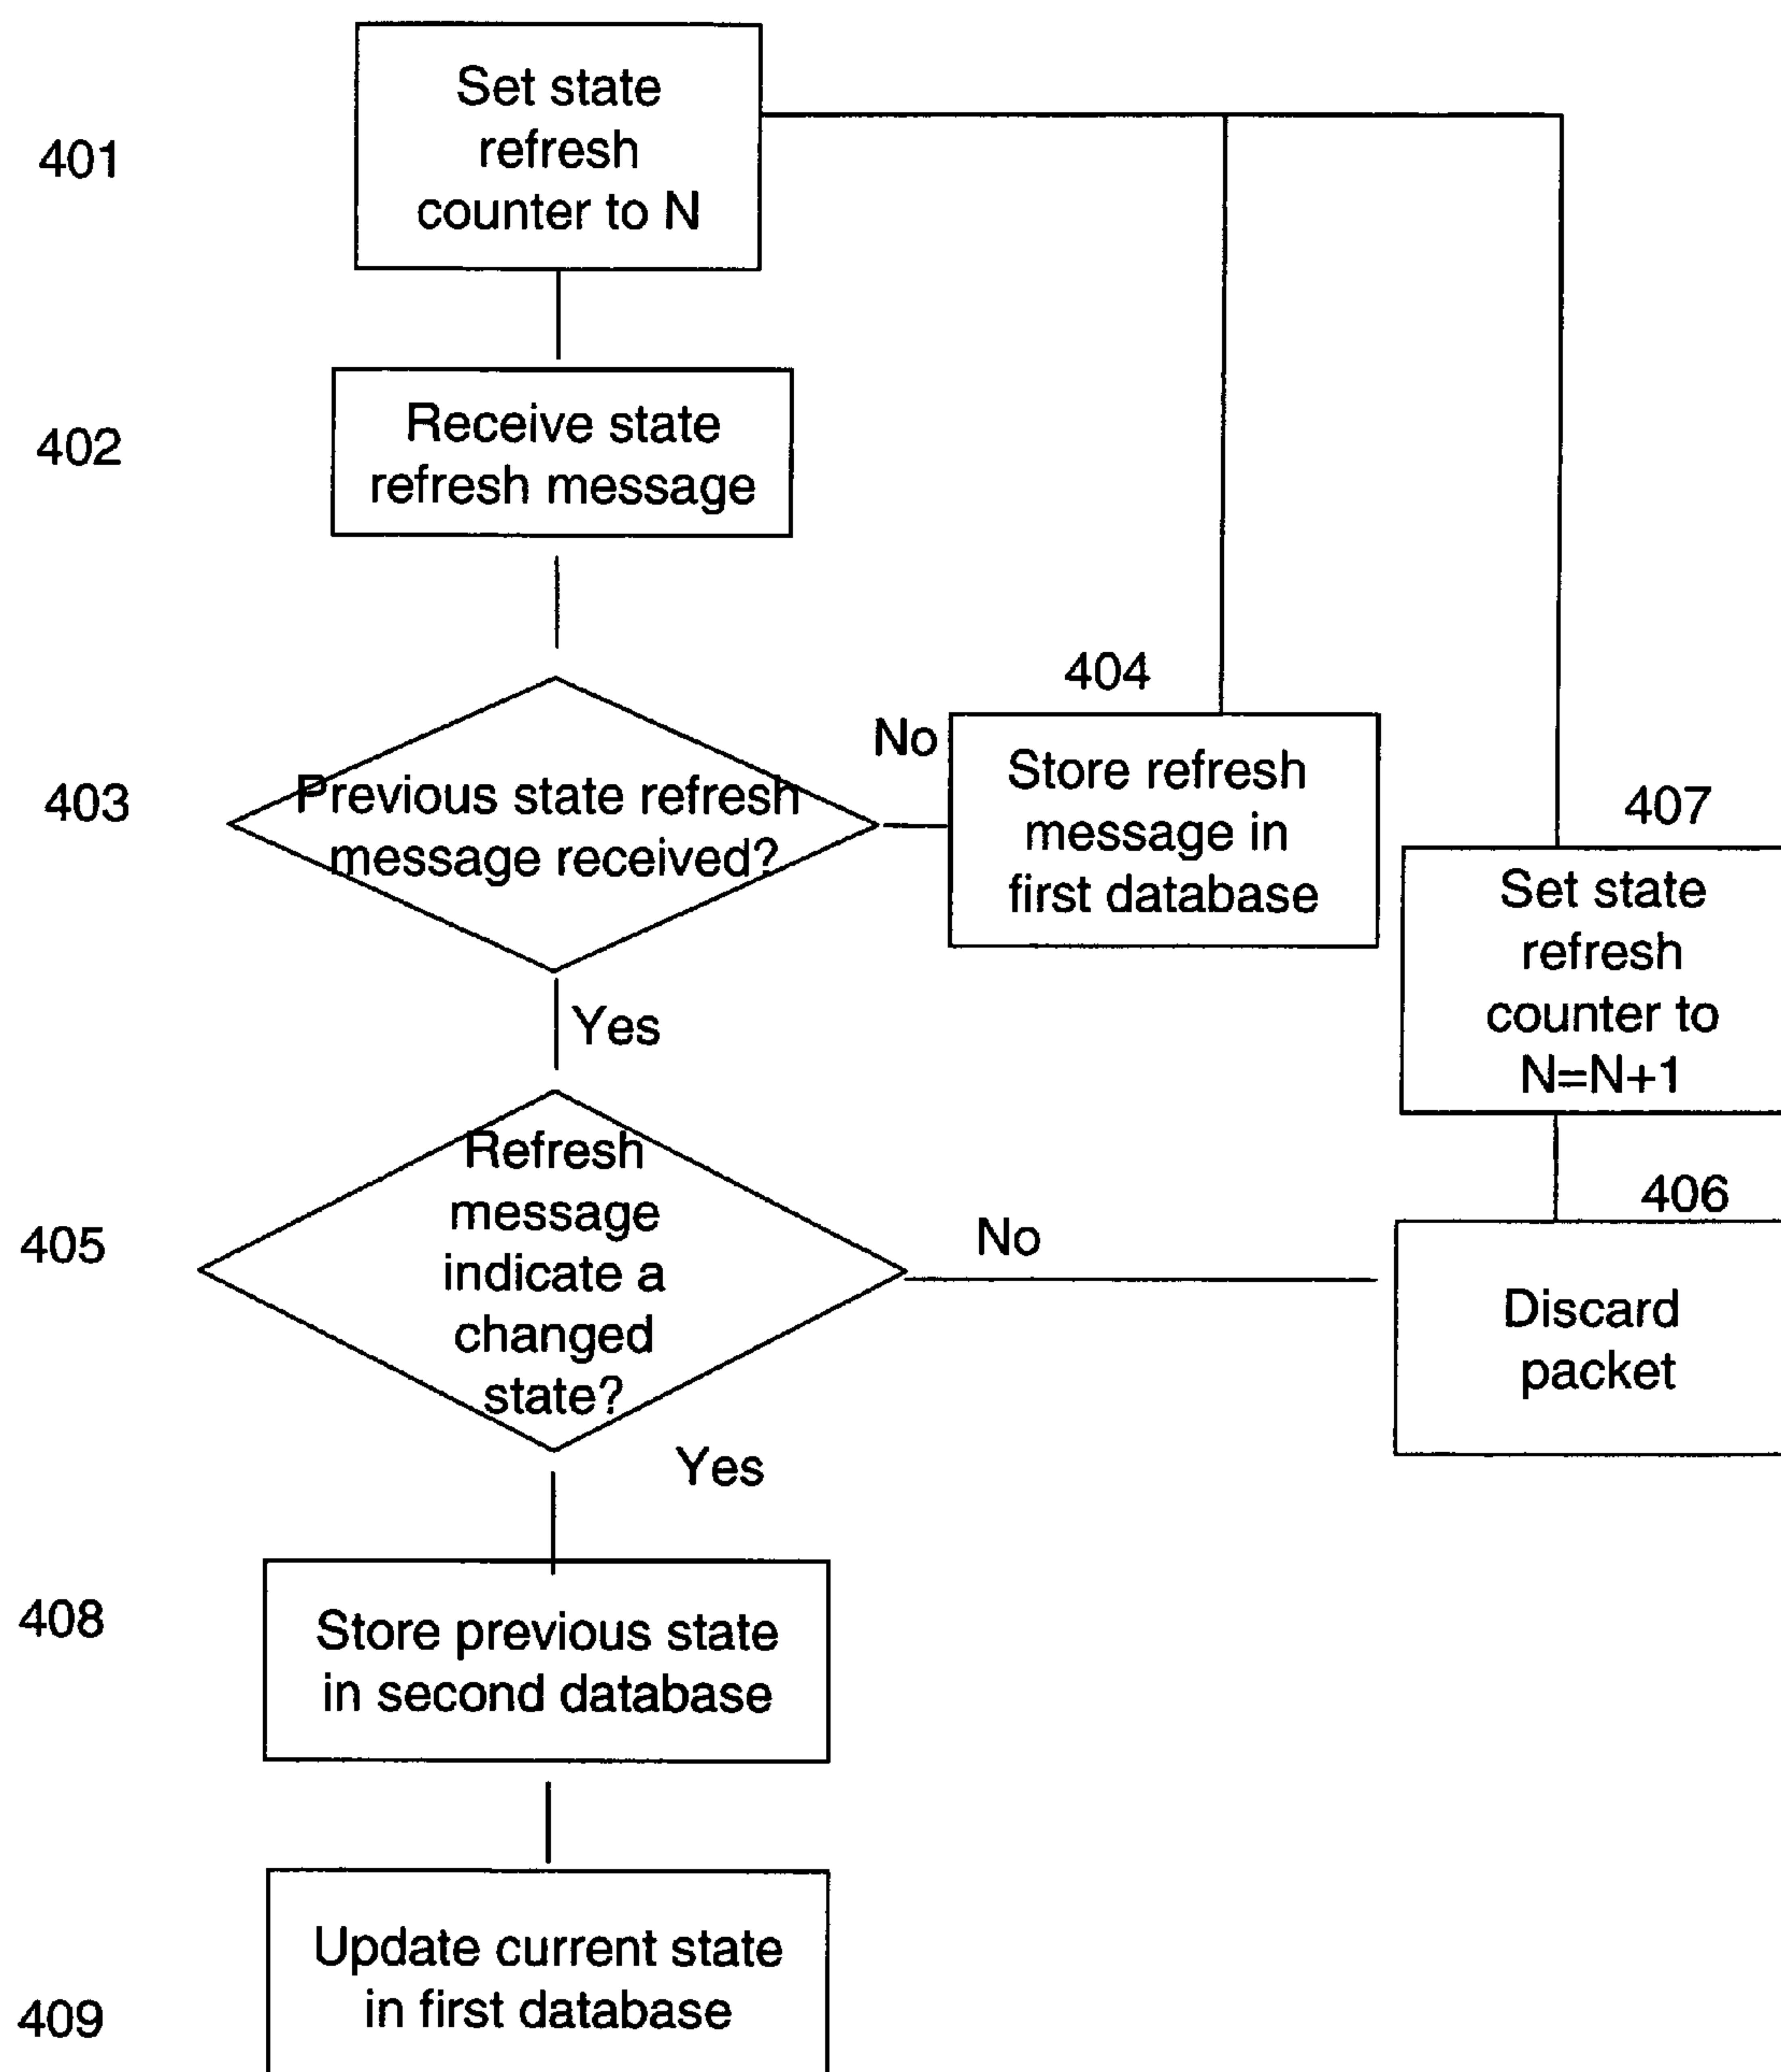 401
Set state
refresh
counter to N
402
Receive state
refresh message
403
Previous state refresh
message received?
No
404
Store refresh
message in
first database
407
Set state
refresh
counter to
N=N+1
Yes
405
Refresh
message
indicate a
changed
state?
No
406
Discard
packet
Yes
408
Store previous state
in second database
409
Update current state
in first database